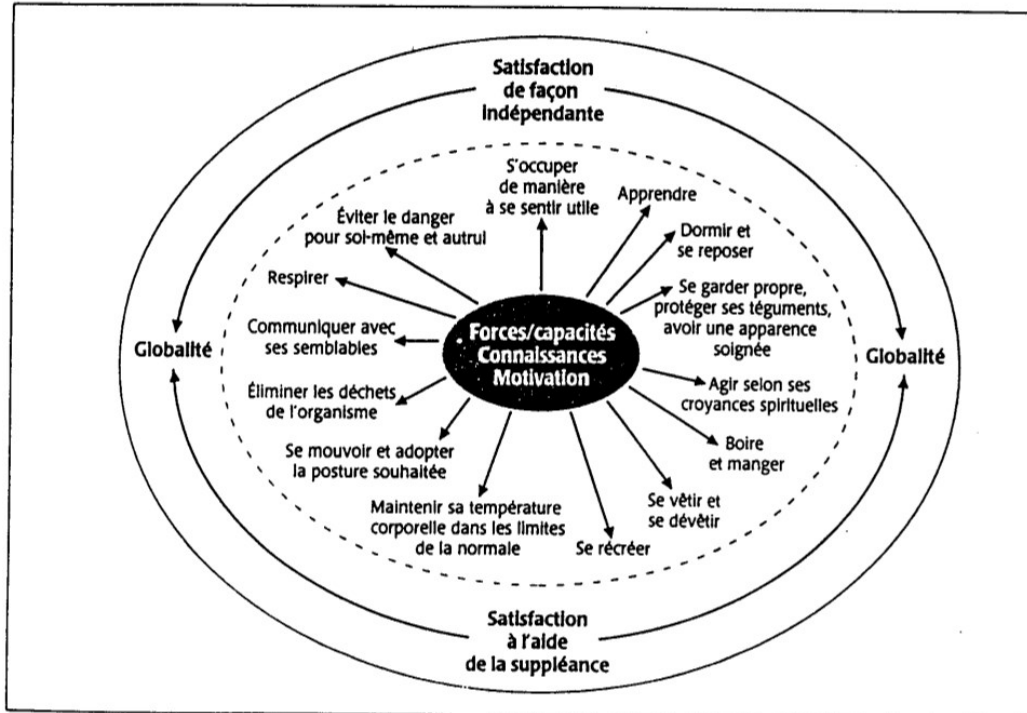 Satisfaction
de façon
indépendante
S'occuper
de manière
à se sentir utile
Apprendre
Éviter le danger
pour soi-même et autrui
Dormir et
se reposer
Respirer
Se garder propre,
protéger ses téguments,
avoir une apparence
soignée
Communiquer avec
ses semblables
Forces/capacités
Connaissances
Motivation
Globalité
Globalité
Éliminer les déchets
de l'organisme
Agir selon ses
croyances spirituelles
Se mouvoir et adopter
la posture souhaitée
Boire
et manger
Maintenir sa température
corporelle dans les limites
de la normale
Se vêtir et
se dévêtir
Se récréer
Satisfaction
à l'aide
de la suppléance